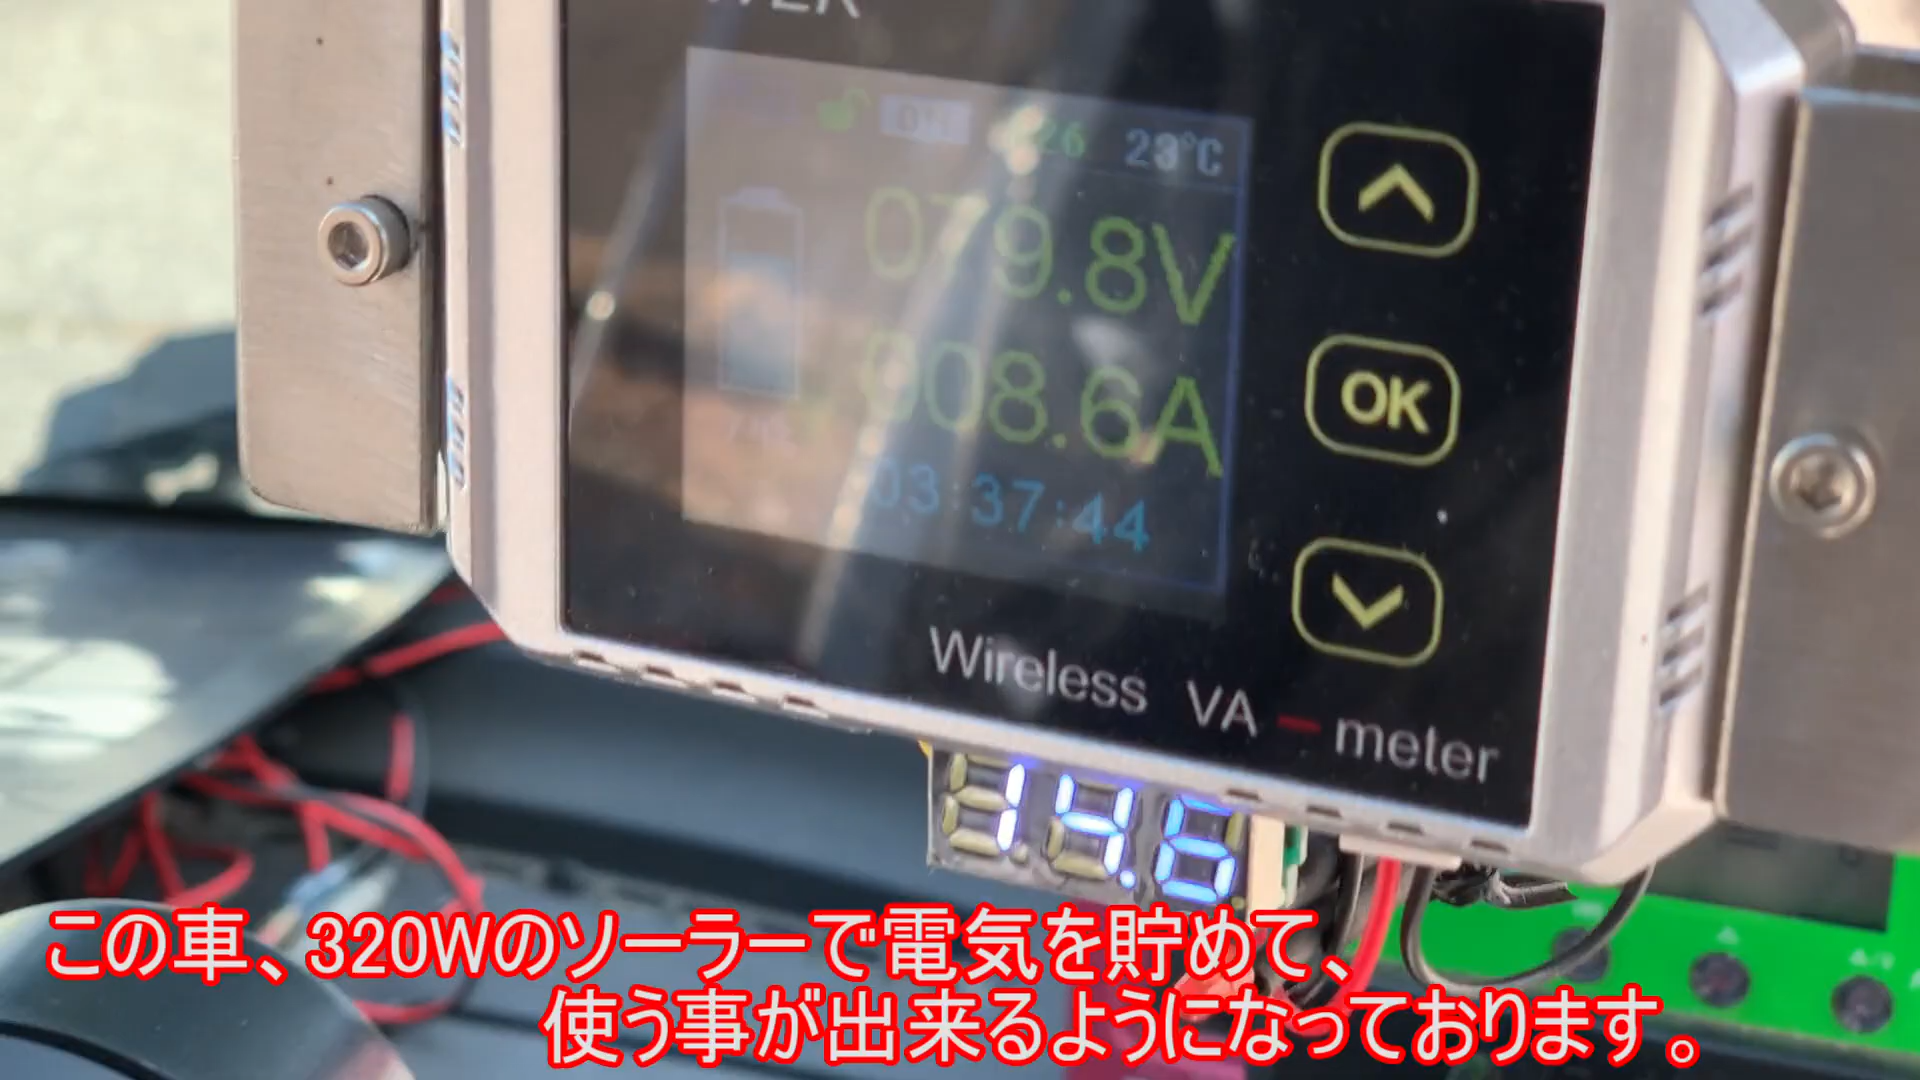 23℃
079.8V
008.6A
03:37:44
OK
Wireless VA-meter
14.6
この車、320Wのソーラーで電気を貯めて、
使う事が出来るようになっております。